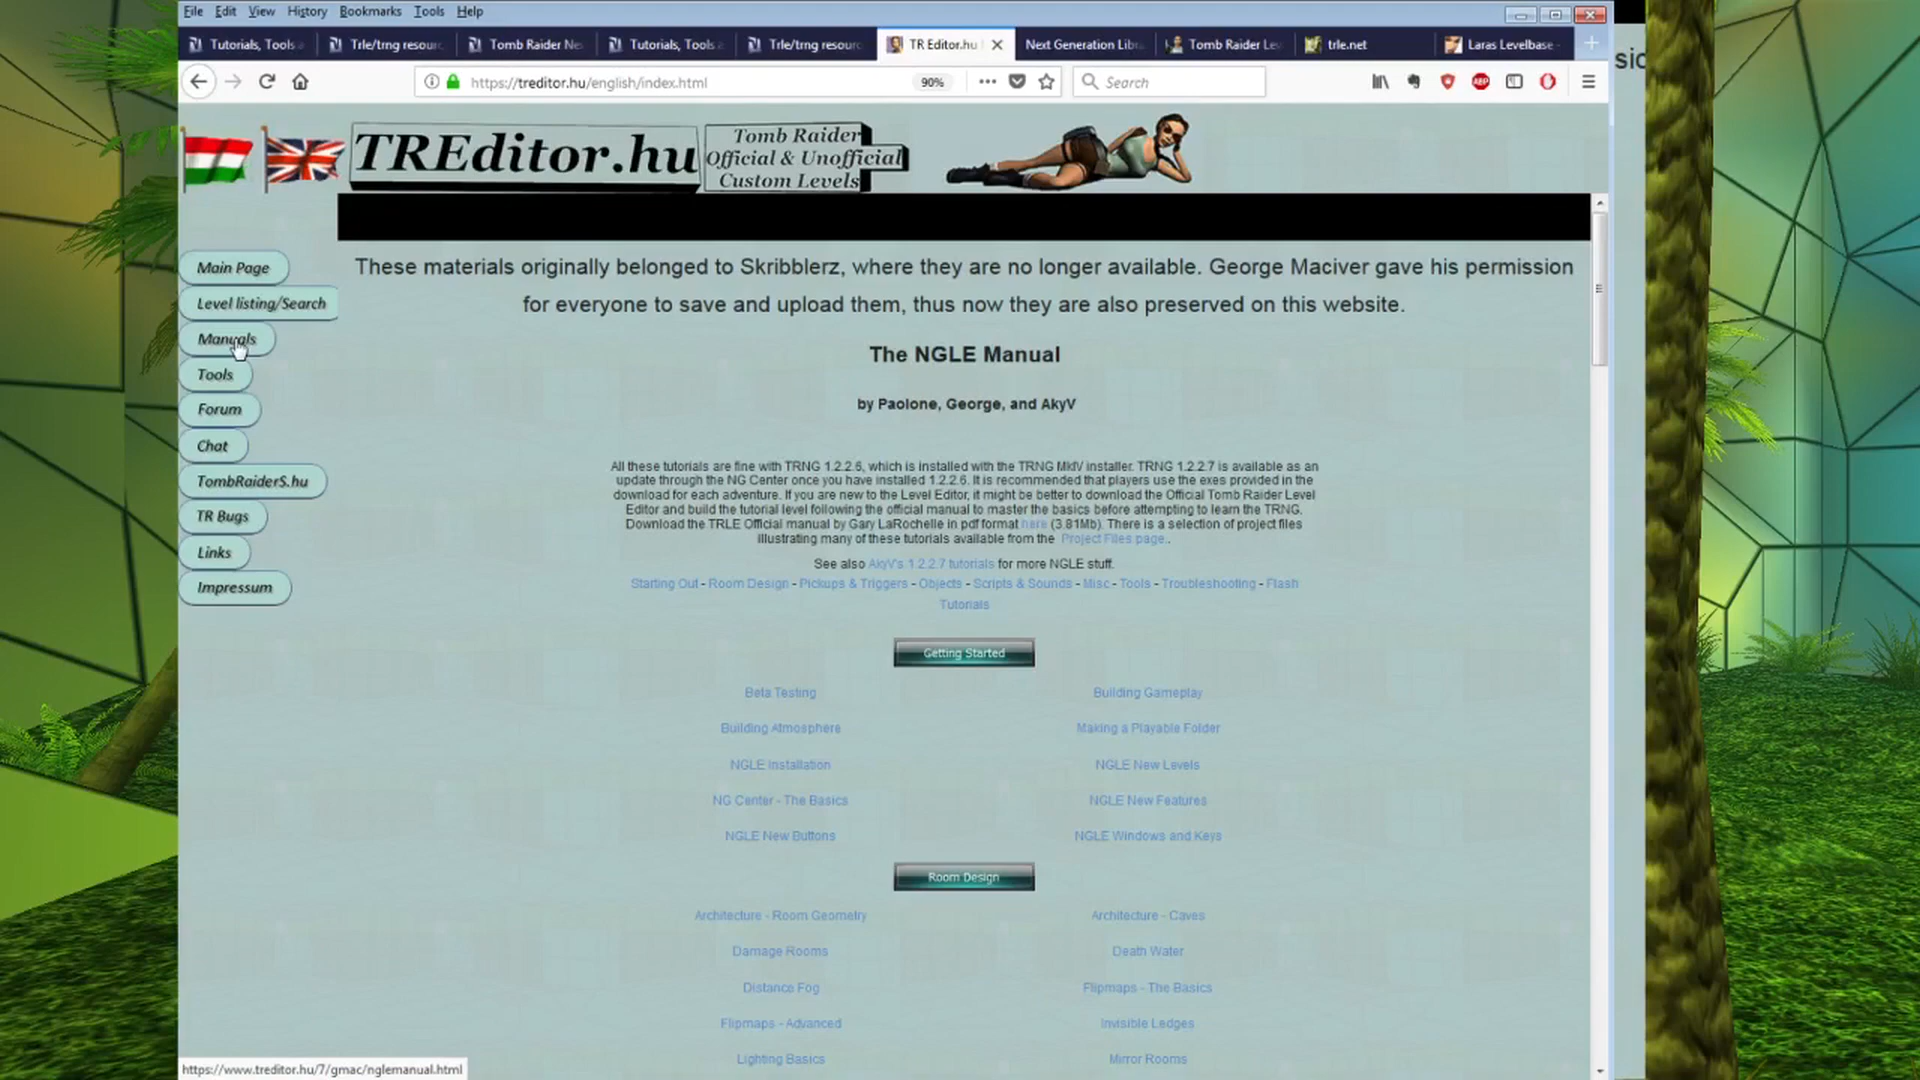 File Edit View History Bookmarks Tools Help
Tutorials, Tools a
Trle/trng resourc
Tomb Raider Ne
Tutorials, Tools a
Trle/trng resourc
TR Editor.hu
Next Generation Libr
Tomb Raider Lev
trle.net
Laras Levelbase -
https://treditor.hu/english/index.html
90%
Search
ABP
sic
TREditor.hu
Tomb Raider
Official & Unofficial
Custom Levels
Main Page
Level listing/Search
Manuals
Tools
Forum
Chat
TombRaiderS.hu
TR Bugs
Links
Impressum
These materials originally belonged to Skribblerz, where they are no longer available. George Maciver gave his permission
for everyone to save and upload them, thus now they are also preserved on this website.
The NGLE Manual
by Paolone, George, and AkyV
All these tutorials are fine with TRNG 1.2.2.6, which is installed with the TRNG MkIV installer. TRNG 1.2.2.7 is available as an
update through the NG Center once you have installed 1.2.2.6. It is recommended that players use the exes provided in the
download for each adventure. If you are new to the Level Editor, it might be better to download the Official Tomb Raider Level
Editor and build the tutorial level following the official manual to master the basics before attempting to learn the TRNG.
Download the TRLE Official manual by Gary LaRochelle in pdf format here (3.81Mb). There is a selection of project files
illustrating many of these tutorials available from the Project Files page..
See also AkyV's 1.2.2.7 tutorials for more NGLE stuff.
Starting Out - Room Design - Pickups & Triggers - Objects - Scripts & Sounds - Misc - Tools - Troubleshooting - Flash
Tutorials
Getting Started
Beta Testing Building Gameplay
Building Atmosphere Making a Playable Folder
NGLE Installation NGLE New Levels
NG Center - The Basics NGLE New Features
NGLE New Buttons NGLE Windows and Keys
Room Design
Architecture - Room Geometry Architecture - Caves
Damage Rooms Death Water
Distance Fog Flipmaps - The Basics
Flipmaps - Advanced Invisible Ledges
Lighting Basics Mirror Rooms
https://www.treditor.hu/7/gmac/nglemanual.html